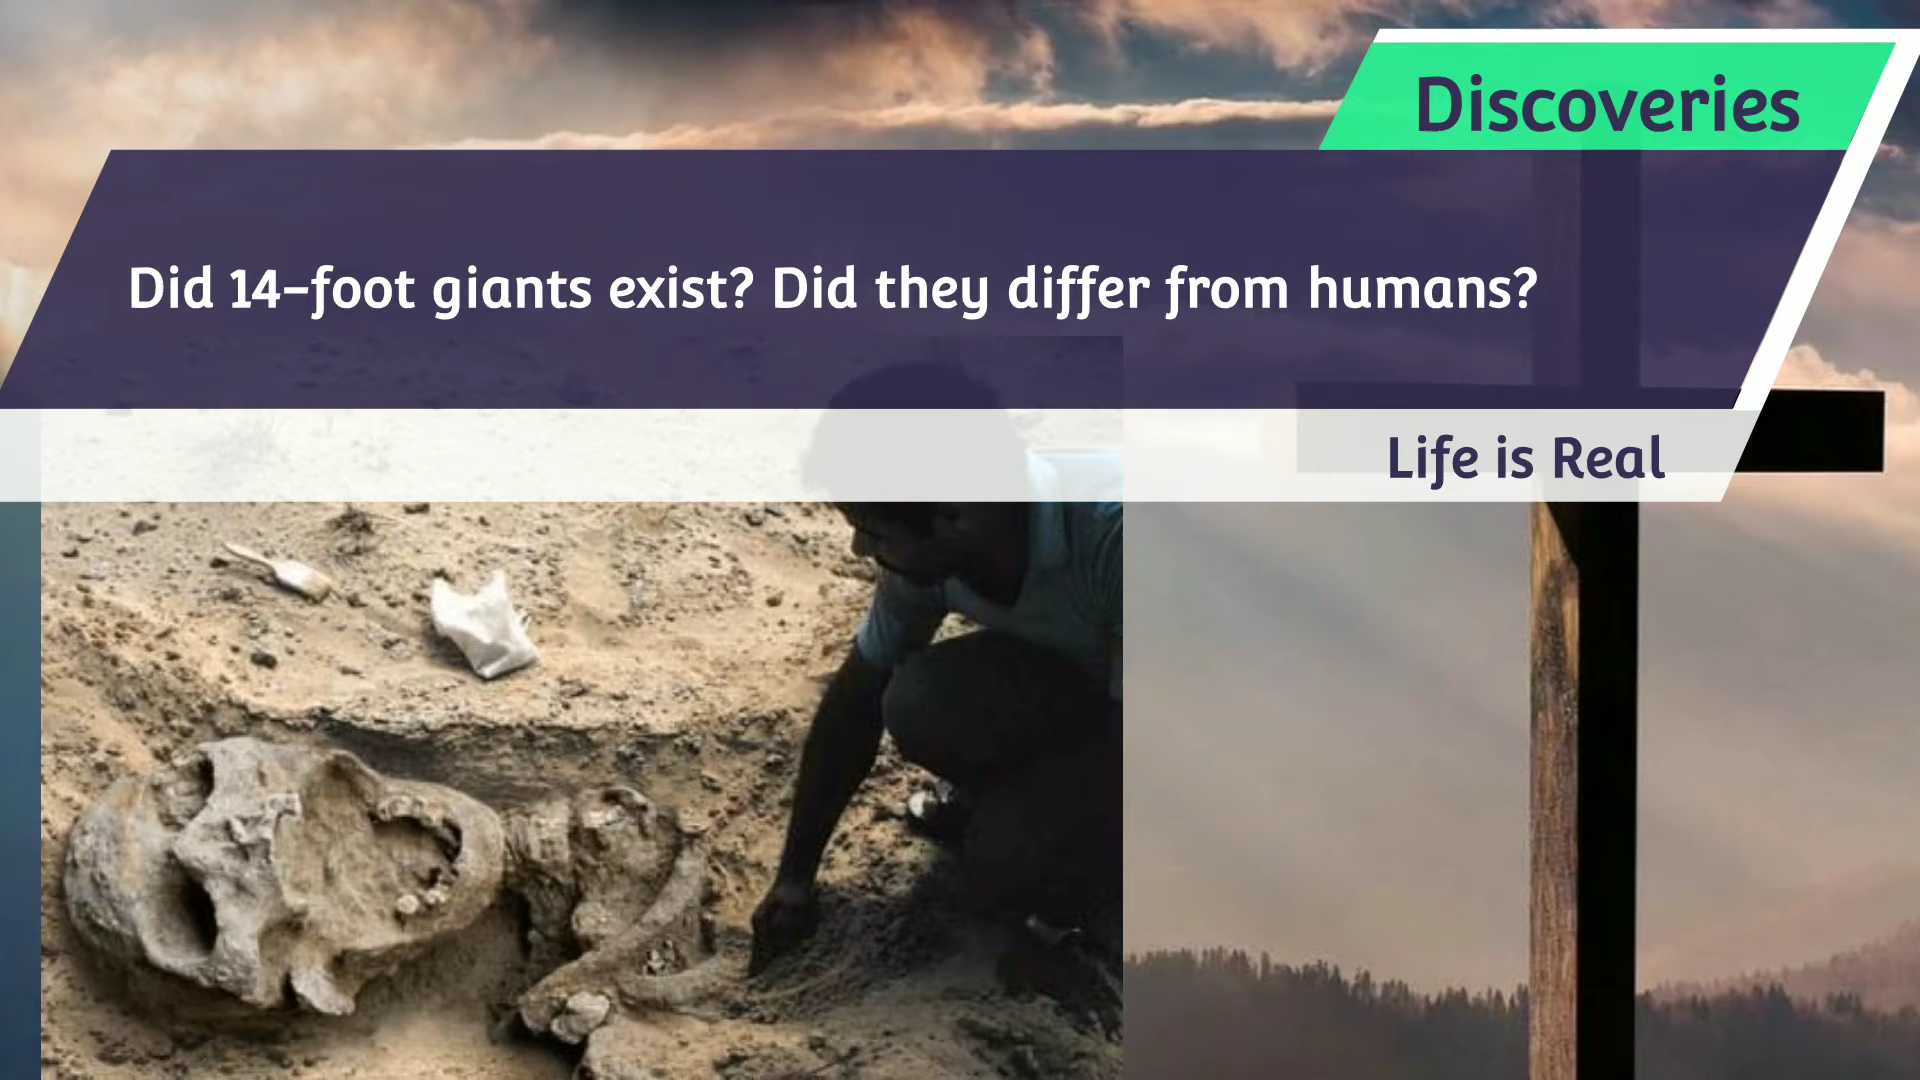 Discoveries
Did 14-foot giants exist? Did they differ from humans?
Life is Real